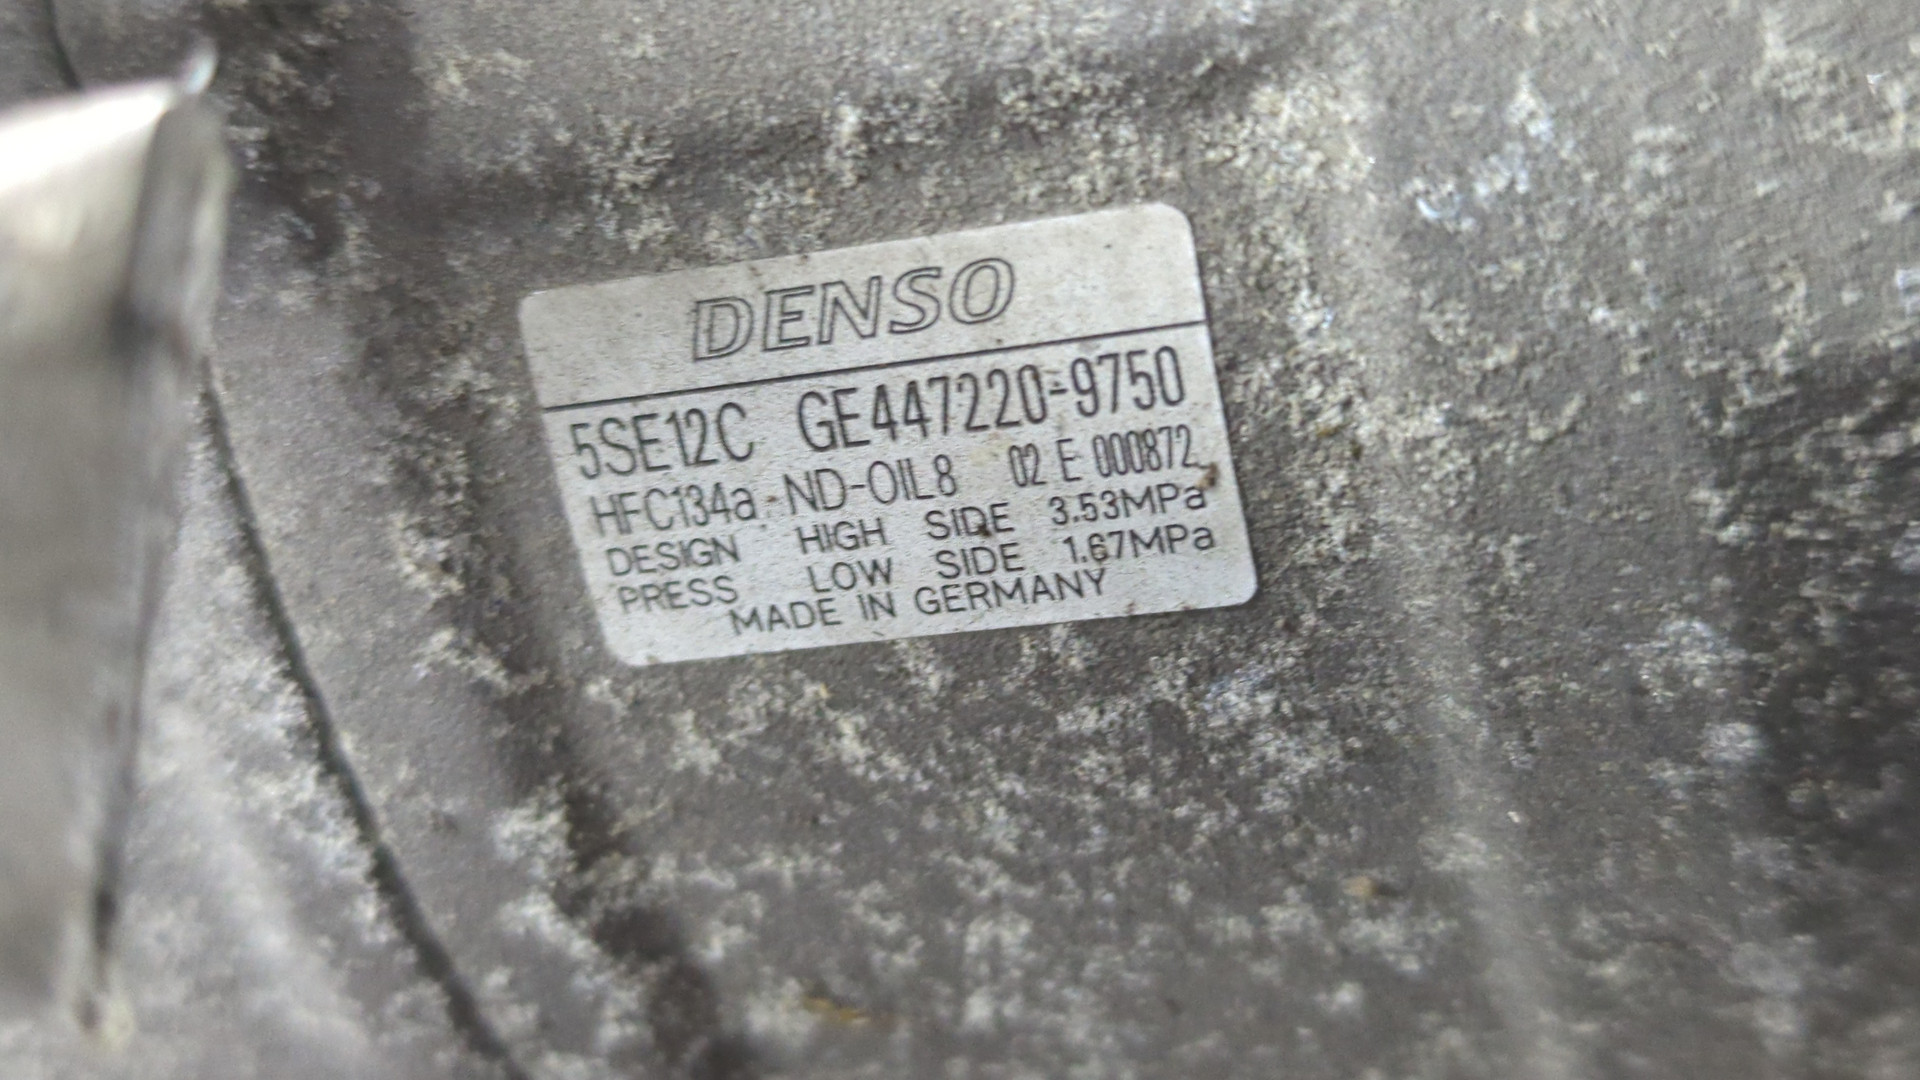 DENSO
5SE12C GE447220-9750
HFC134a ND-OIL8 02 E 000872
DESIGN HIGH SIDE 3.53MPa
PRESS LOW SIDE 1.67MPa
MADE IN GERMANY